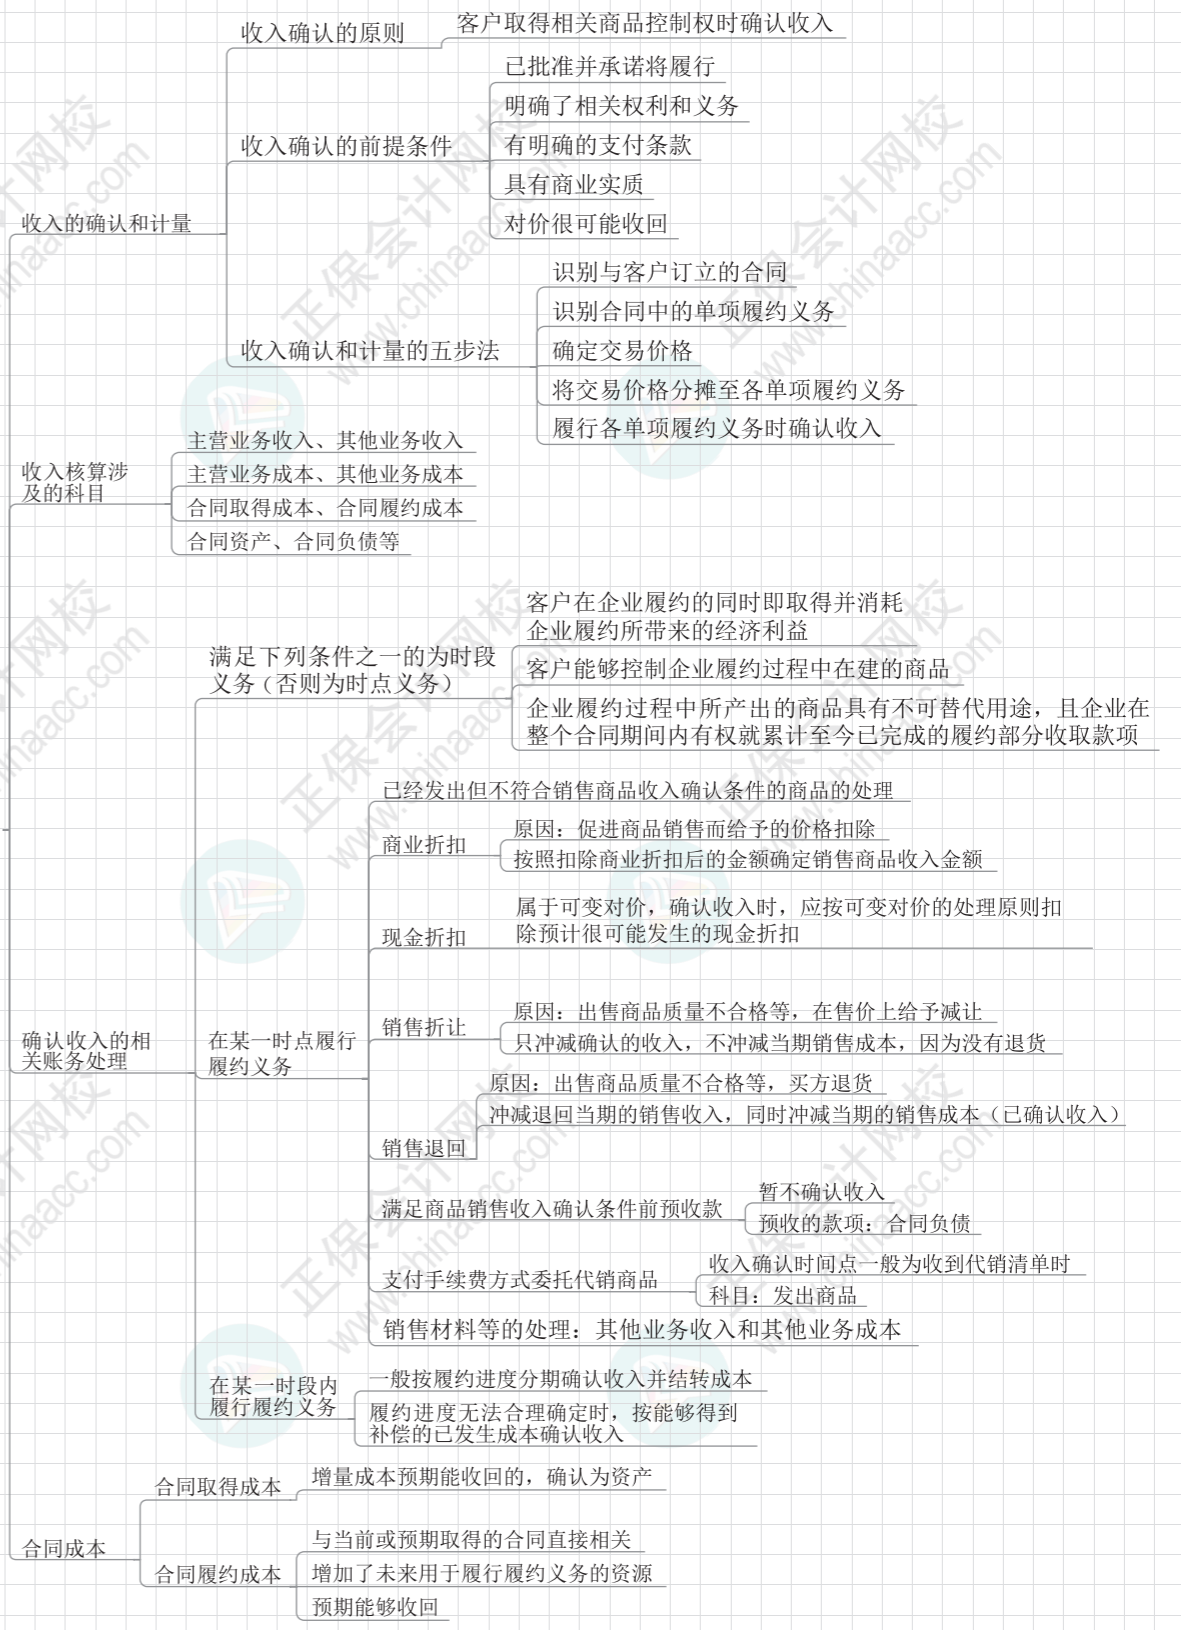 收入的确认和计量
收入确认的原则
客户取得相关商品控制权时确认收入
收入确认的前提条件
已批准并承诺将履行
明确了相关权利和义务
有明确的支付条款
具有商业实质
对价很可能收回
收入确认和计量的五步法
识别与客户订立的合同
识别合同中的单项履约义务
确定交易价格
将交易价格分摊至各单项履约义务
履行各单项履约义务时确认收入
收入核算涉
及的科目
主营业务收入、其他业务收入
主营业务成本、其他业务成本
合同取得成本、合同履约成本
合同资产、合同负债等
确认收入的相
关账务处理
满足下列条件之一的为时段
义务(否则为时点义务)
客户在企业履约的同时即取得并消耗
企业履约所带来的经济利益
客户能够控制企业履约过程中在建的商品
企业履约过程中所产出的商品具有不可替代用途，且企业在
整个合同期间内有权就累计至今已完成的履约部分收取款项
在某一时点履行
履约义务
已经发出但不符合销售商品收入确认条件的商品的处理
商业折扣
原因：促进商品销售而给予的价格扣除
按照扣除商业折扣后的金额确定销售商品收入金额
现金折扣
属于可变对价，确认收入时，应按可变对价的处理原则扣
除预计很可能发生的现金折扣
销售折让
原因：出售商品质量不合格等，在售价上给予减让
只冲减确认的收入，不冲减当期销售成本，因为没有退货
销售退回
原因：出售商品质量不合格等，买方退货
冲减退回当期的销售收入，同时冲减当期的销售成本（已确认收入）
满足商品销售收入确认条件前预收款
暂不确认收入
预收的款项：合同负债
支付手续费方式委托代销商品
收入确认时间点一般为收到代销清单时
科目：发出商品
销售材料等的处理：其他业务收入和其他业务成本
在某一时段内
履行履约义务
一般按履约进度分期确认收入并结转成本
履约进度无法合理确定时，按能够得到
补偿的已发生成本确认收入
合同成本
合同取得成本
增量成本预期能收回的，确认为资产
合同履约成本
与当前或预期取得的合同直接相关
增加了未来用于履行履约义务的资源
预期能够收回
正保会计网校
www.chinaacc.com